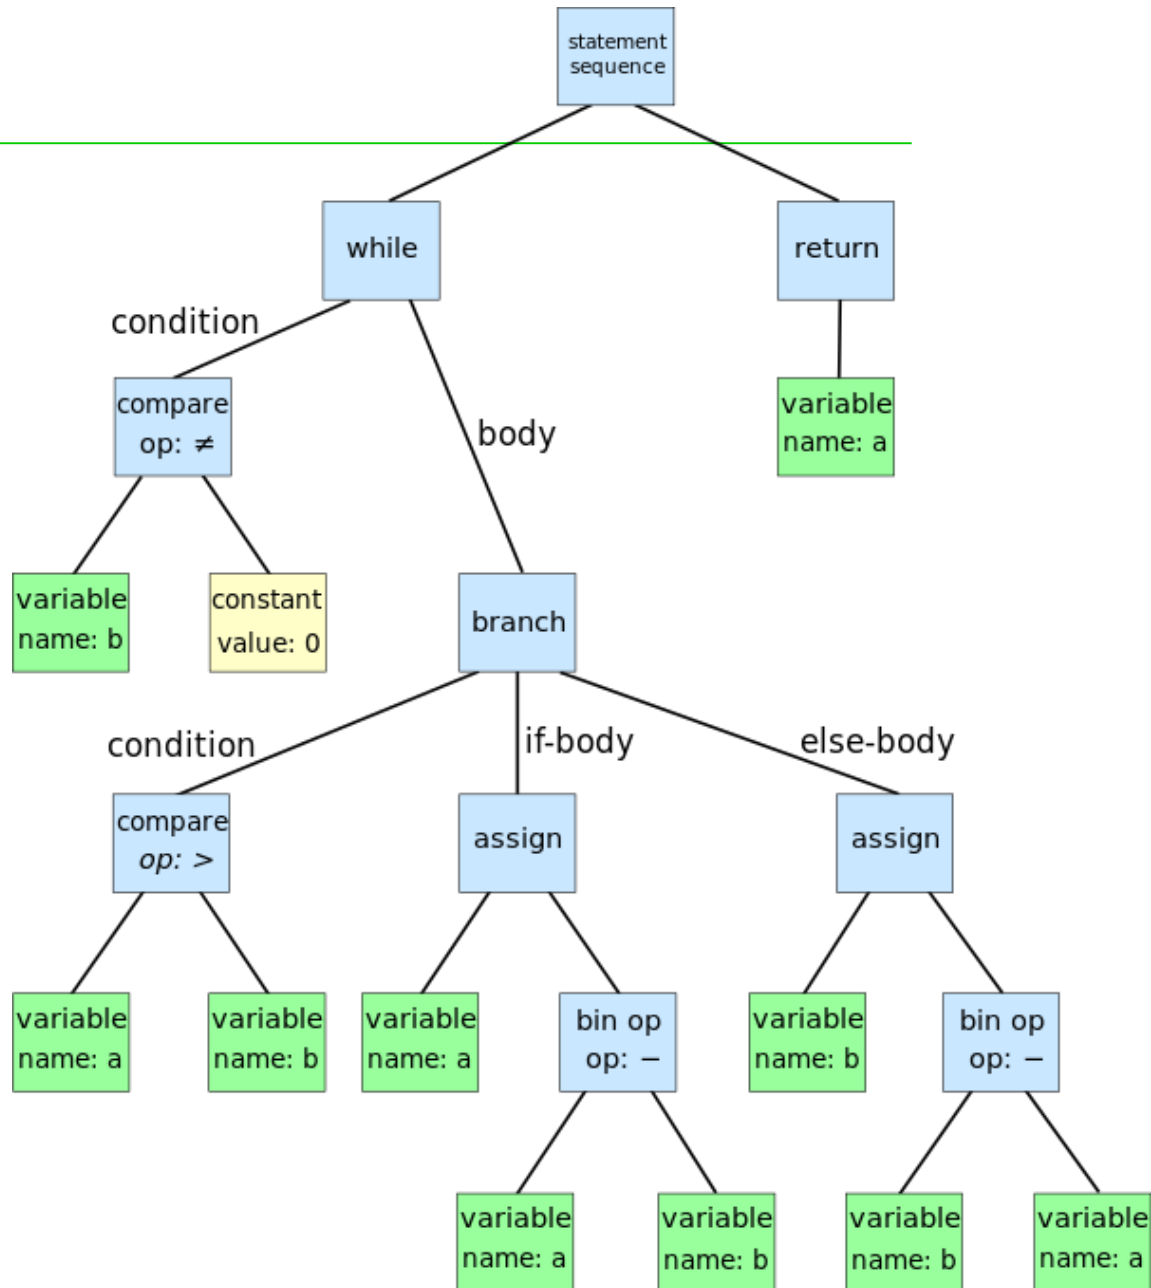 statement
sequence
while
return
condition
compare
op: ≠
body
variable
name: a
variable
name: b
constant
value: 0
branch
condition
if-body
else-body
compare
op: >
assign
assign
variable
name: a
variable
name: b
variable
name: a
bin op
op: −
variable
name: b
bin op
op: −
variable
name: a
variable
name: b
variable
name: b
variable
name: a